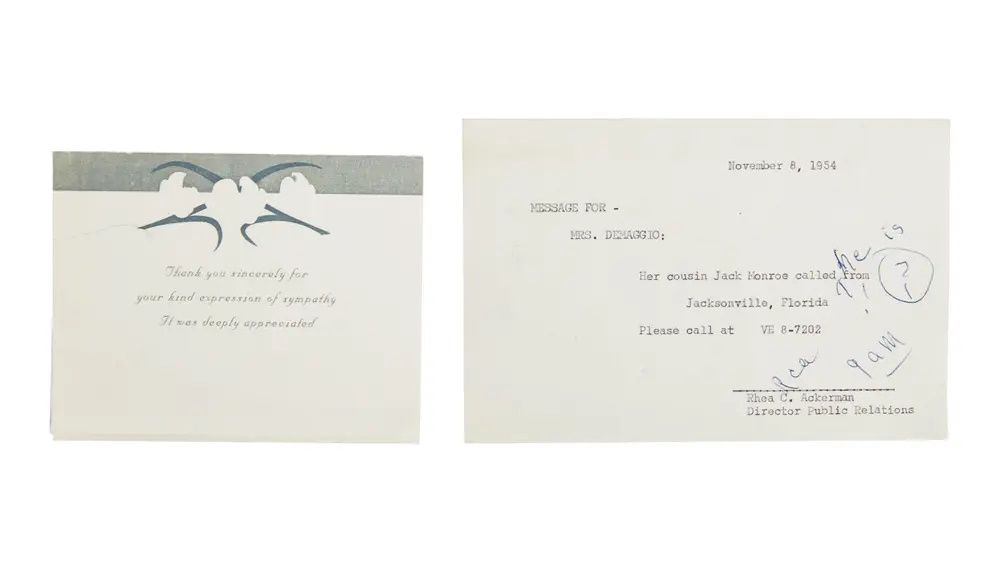 Thank you sincerely for
your kind expression of sympathy
It was deeply appreciated
November 8, 1954
MESSAGE FOR -
MRS. DEMAGGIO:
Her cousin Jack Monroe called from
Jacksonville, Florida
Please call at VE 8-7202
is
?
9am
Rhea C. Ackerman
Director Public Relations